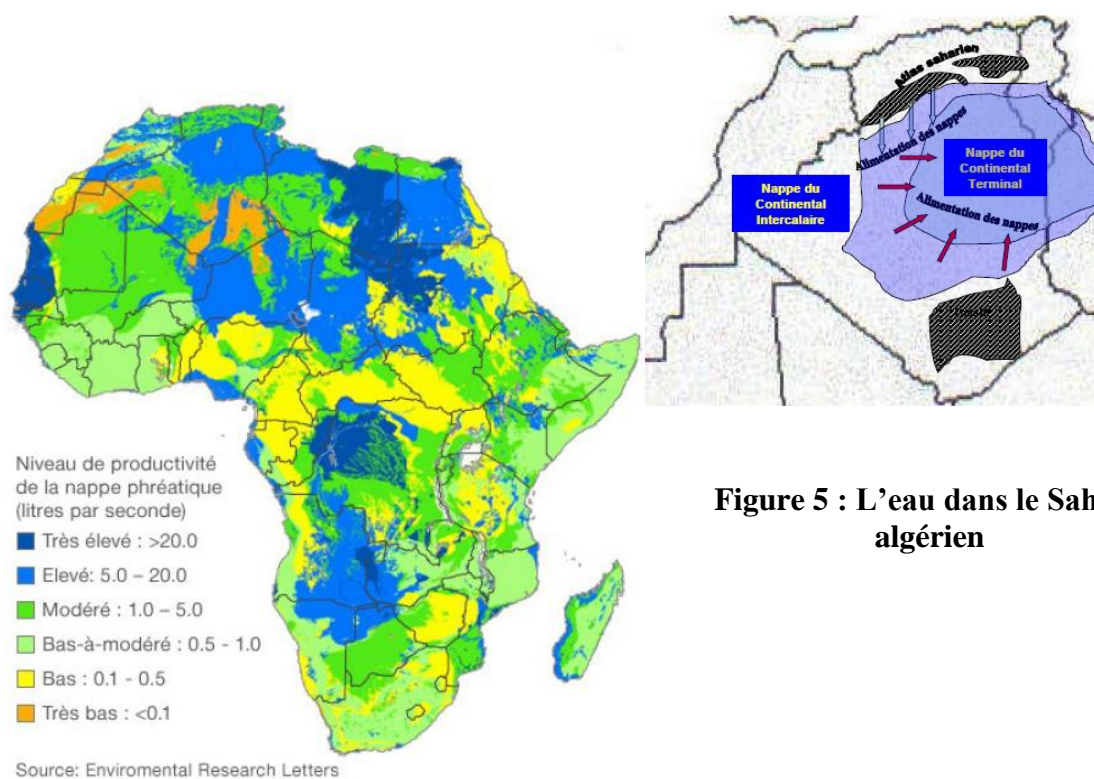 Niveau de productivité
de la nappe phréatique
(litres par seconde)
Très élevé : >20.0
Elevé: 5.0 – 20.0
Modéré : 1.0 – 5.0
Bas-à-modéré : 0.5 - 1.0
Bas : 0.1 - 0.5
Très bas : <0.1
Source: Enviromental Research Letters
Atlas saharien
Alimentation des nappes
Nappe du
Continental
Terminal
Nappe du
Continental
Intercalaire
Alimentation des nappes
Figure 5 : L’eau dans le Sah
algérien